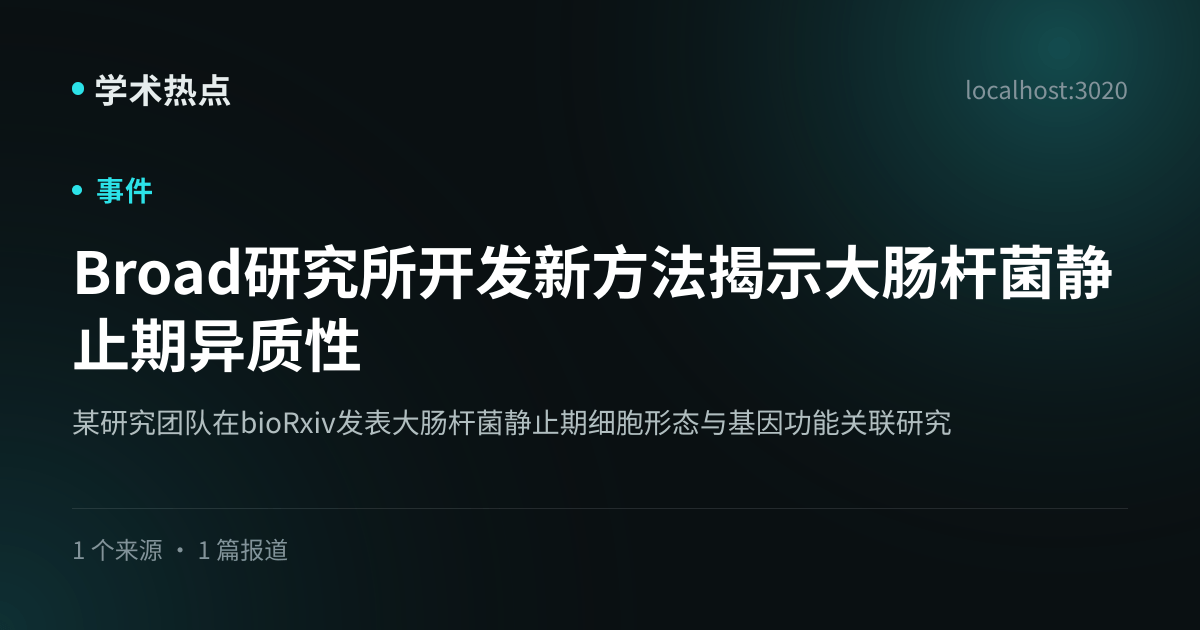 学术热点
localhost:3020
事件
Broad研究所开发新方法揭示大肠杆菌静
止期异质性
某研究团队在bioRxiv发表大肠杆菌静止期细胞形态与基因功能关联研究
1 个来源 · 1 篇报道